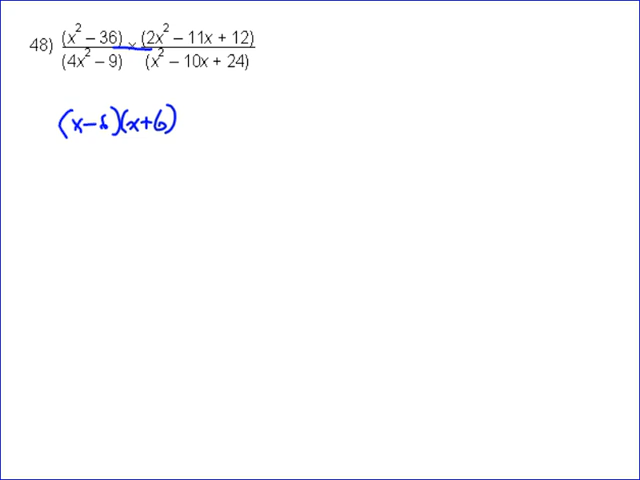 48) (x² – 36) × (2x² – 11x + 12)
(4x² – 9) (x² – 10x + 24)
(x-6)(x+6)